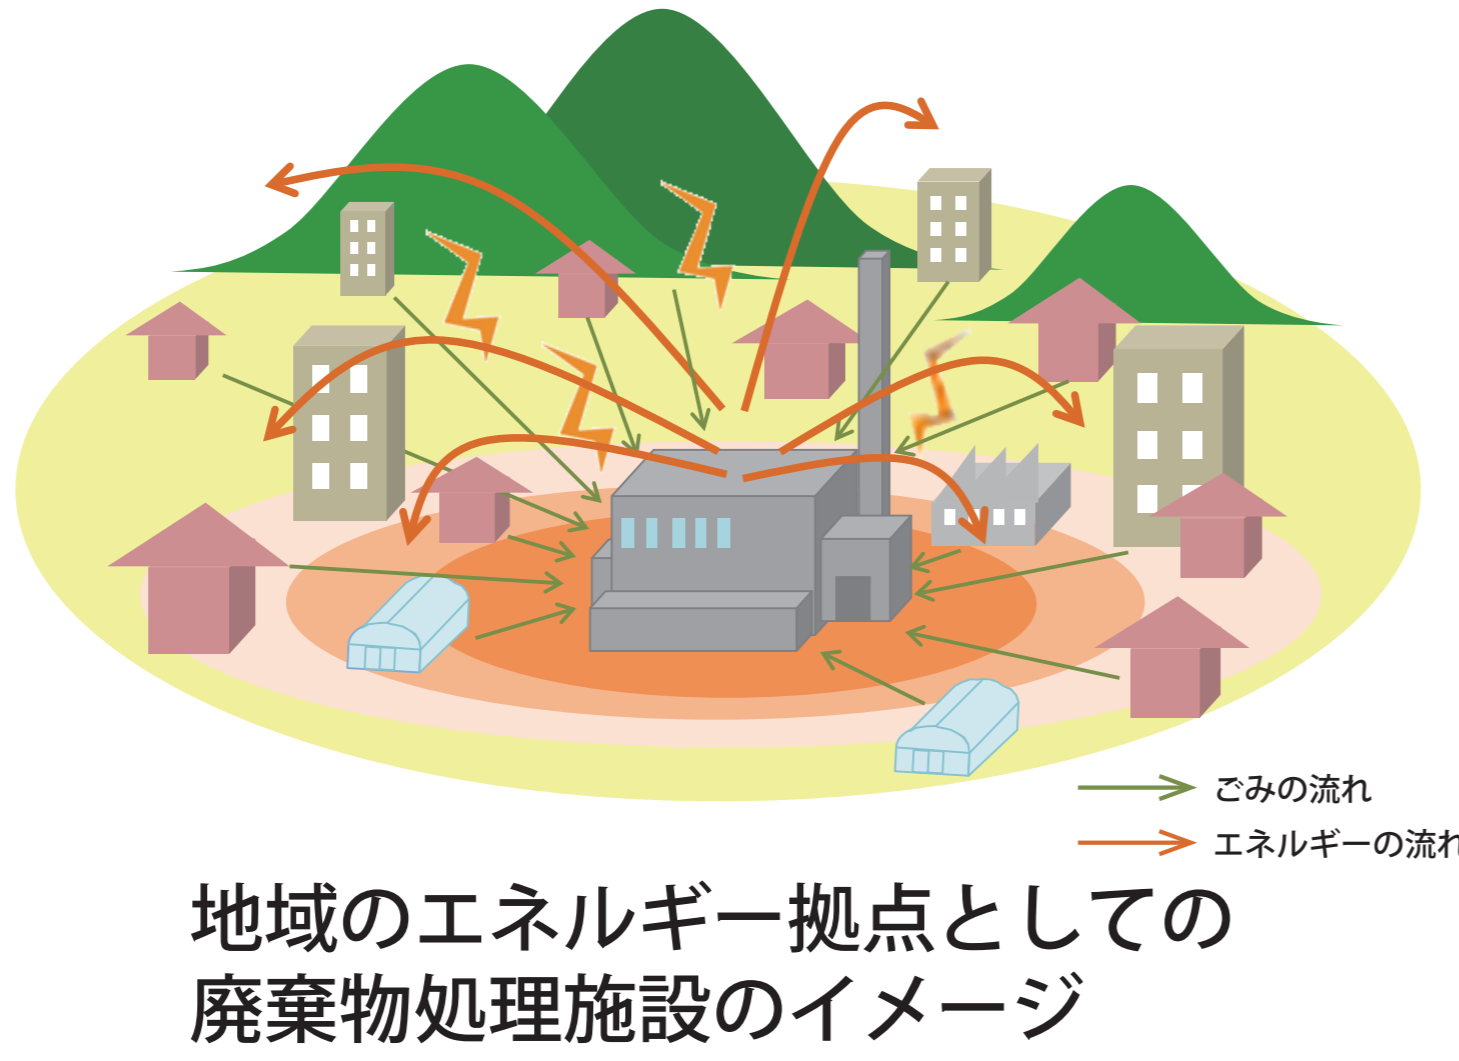 ごみの流れ
エネルギーの流れ
地域のエネルギー拠点としての
廃棄物処理施設のイメージ